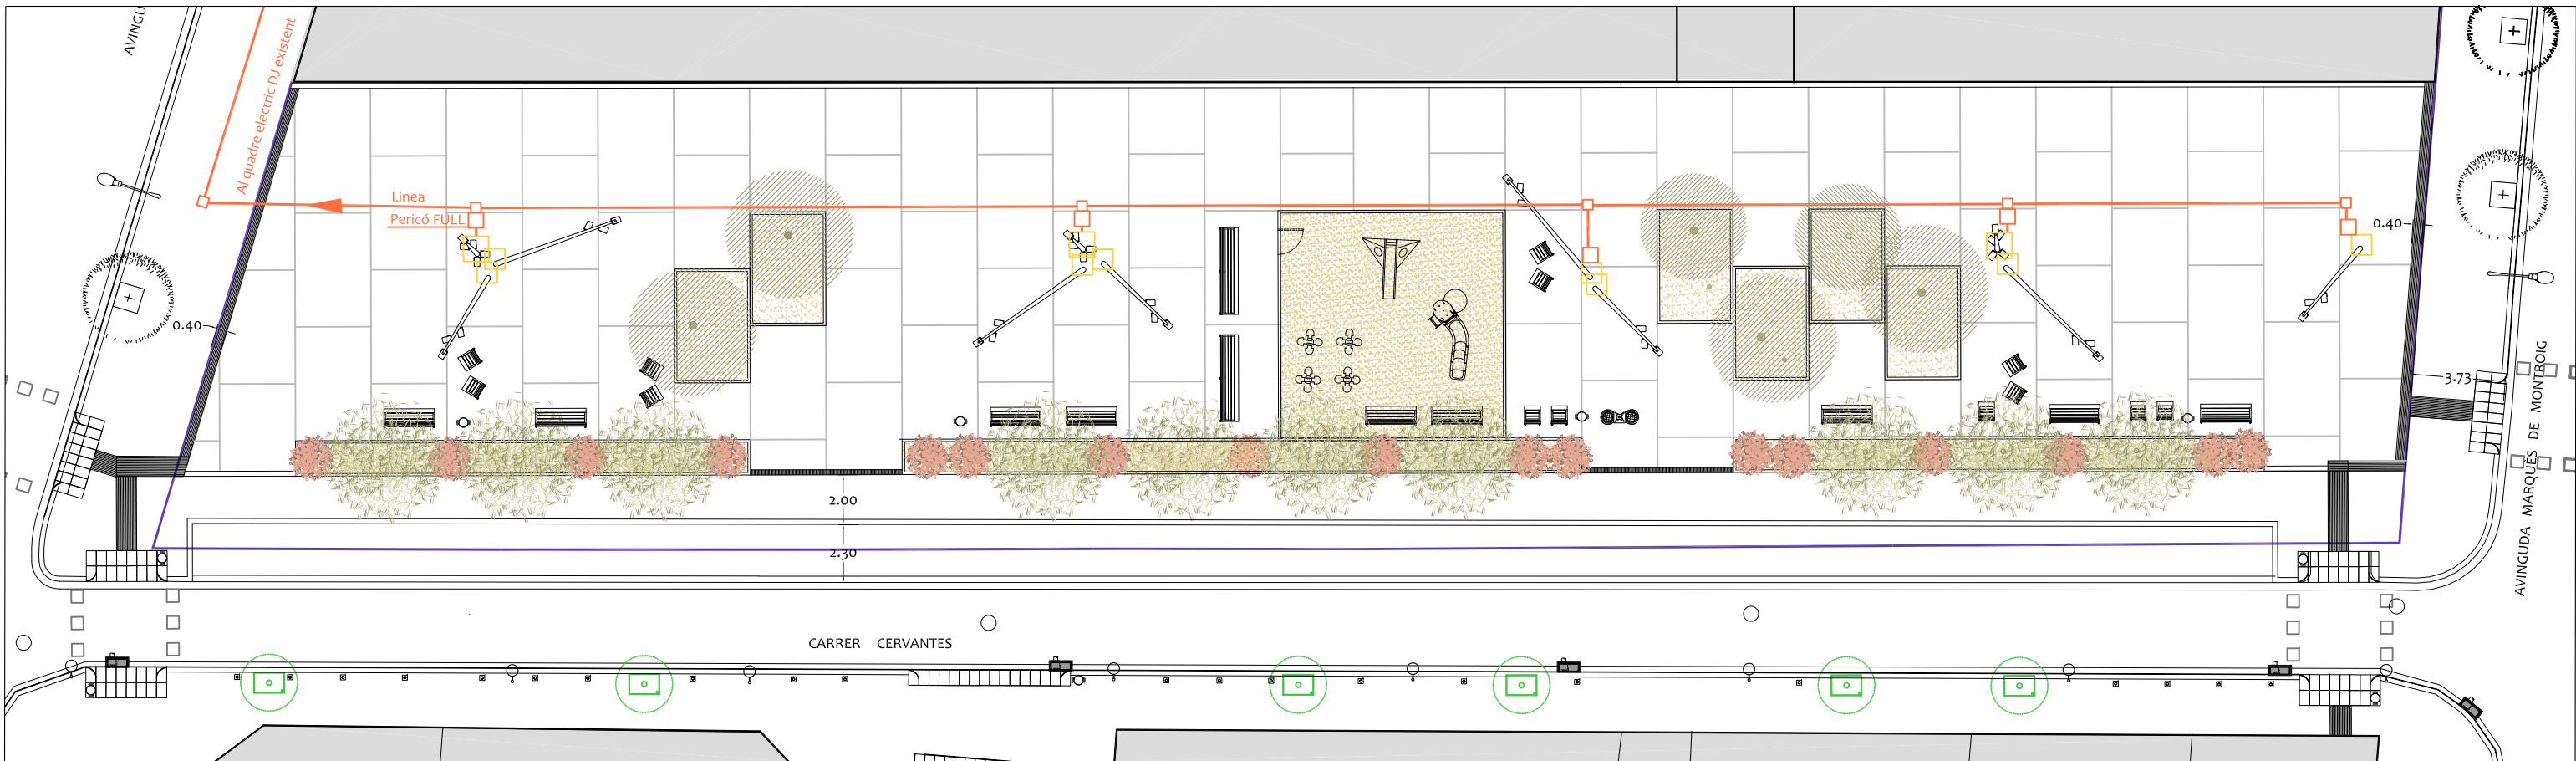 AVINGU
Al quadre electric DJ existent
Linea
Pericó FULL
0.40
0.40
3.73
AVINGUDA MARQUÈS DE MONTROIG
2.00
2.30
CARRER CERVANTES